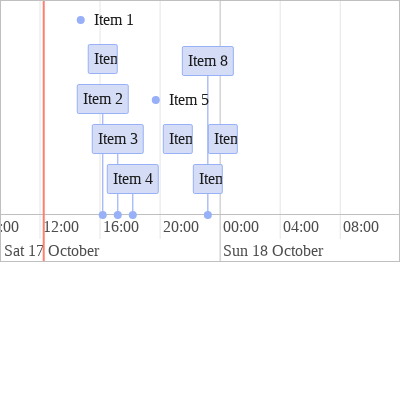 Item 1
Item 8
Item 2
Item 5
Item 3
Item 4
12:00 16:00 20:00 00:00 04:00 08:00
Sat 17 October Sun 18 October